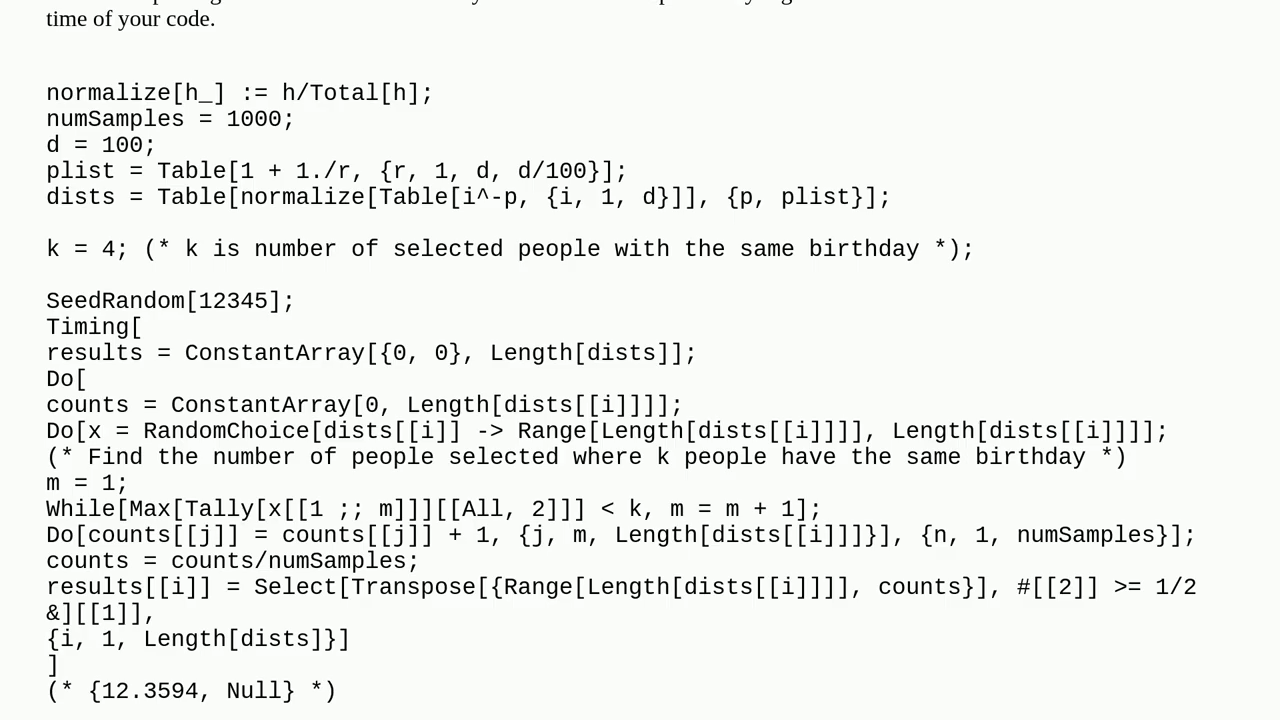 time of your code.
normalize[h_] := h/Total[h];
numSamples = 1000;
d = 100;
plist = Table[1 + 1./r, {r, 1, d, d/100}];
dists = Table[normalize[Table[i^-p, {i, 1, d}]], {p, plist}];
k = 4; (* k is number of selected people with the same birthday *);
SeedRandom[12345];
Timing[
results = ConstantArray[{0, 0}, Length[dists]];
Do[
counts = ConstantArray[0, Length[dists[[i]]]];
Do[x = RandomChoice[dists[[i]] -> Range[Length[dists[[i]]]], Length[dists[[i]]]];
(* Find the number of people selected where k people have the same birthday *)
m = 1;
While[Max[Tally[x[[1 ;; m]]][[All, 2]]] < k, m = m + 1];
Do[counts[[j]] = counts[[j]] + 1, {j, m, Length[dists[[i]]]}], {n, 1, numSamples}];
counts = counts/numSamples;
results[[i]] = Select[Transpose[{Range[Length[dists[[i]]]], counts}], #[[2]] >= 1/2
&][[1]],
{i, 1, Length[dists]}]
]
(* {12.3594, Null} *)